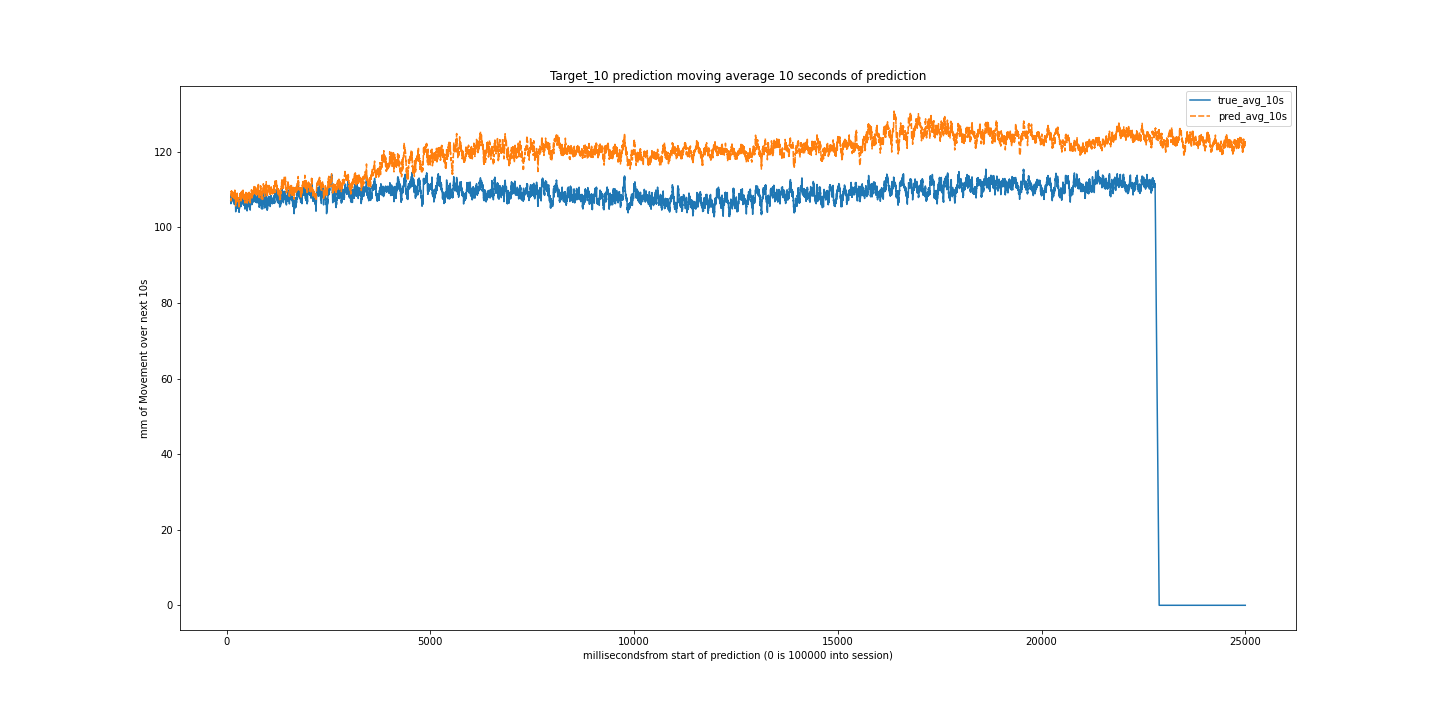 Target_10 prediction moving average 10 seconds of prediction
true_avg_10s
pred_avg_10s
mm of Movement over next 10s
120
100
80
60
40
20
0
0 5000 10000 15000 20000 25000
millisecondsfrom start of prediction (0 is 100000 into session)